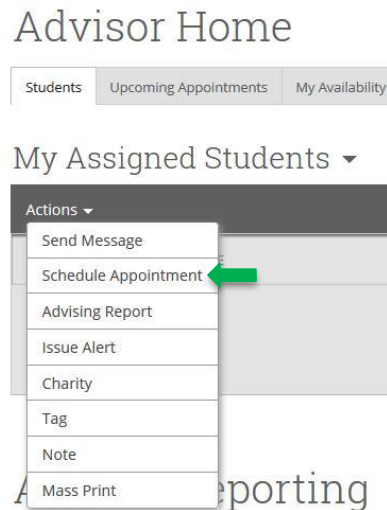 Advisor Home
Students Upcoming Appointments My Availability
My Assigned Students
Actions
Send Message
Schedule Appointment
Advising Report
Issue Alert
Charity
Tag
Note
Mass Print